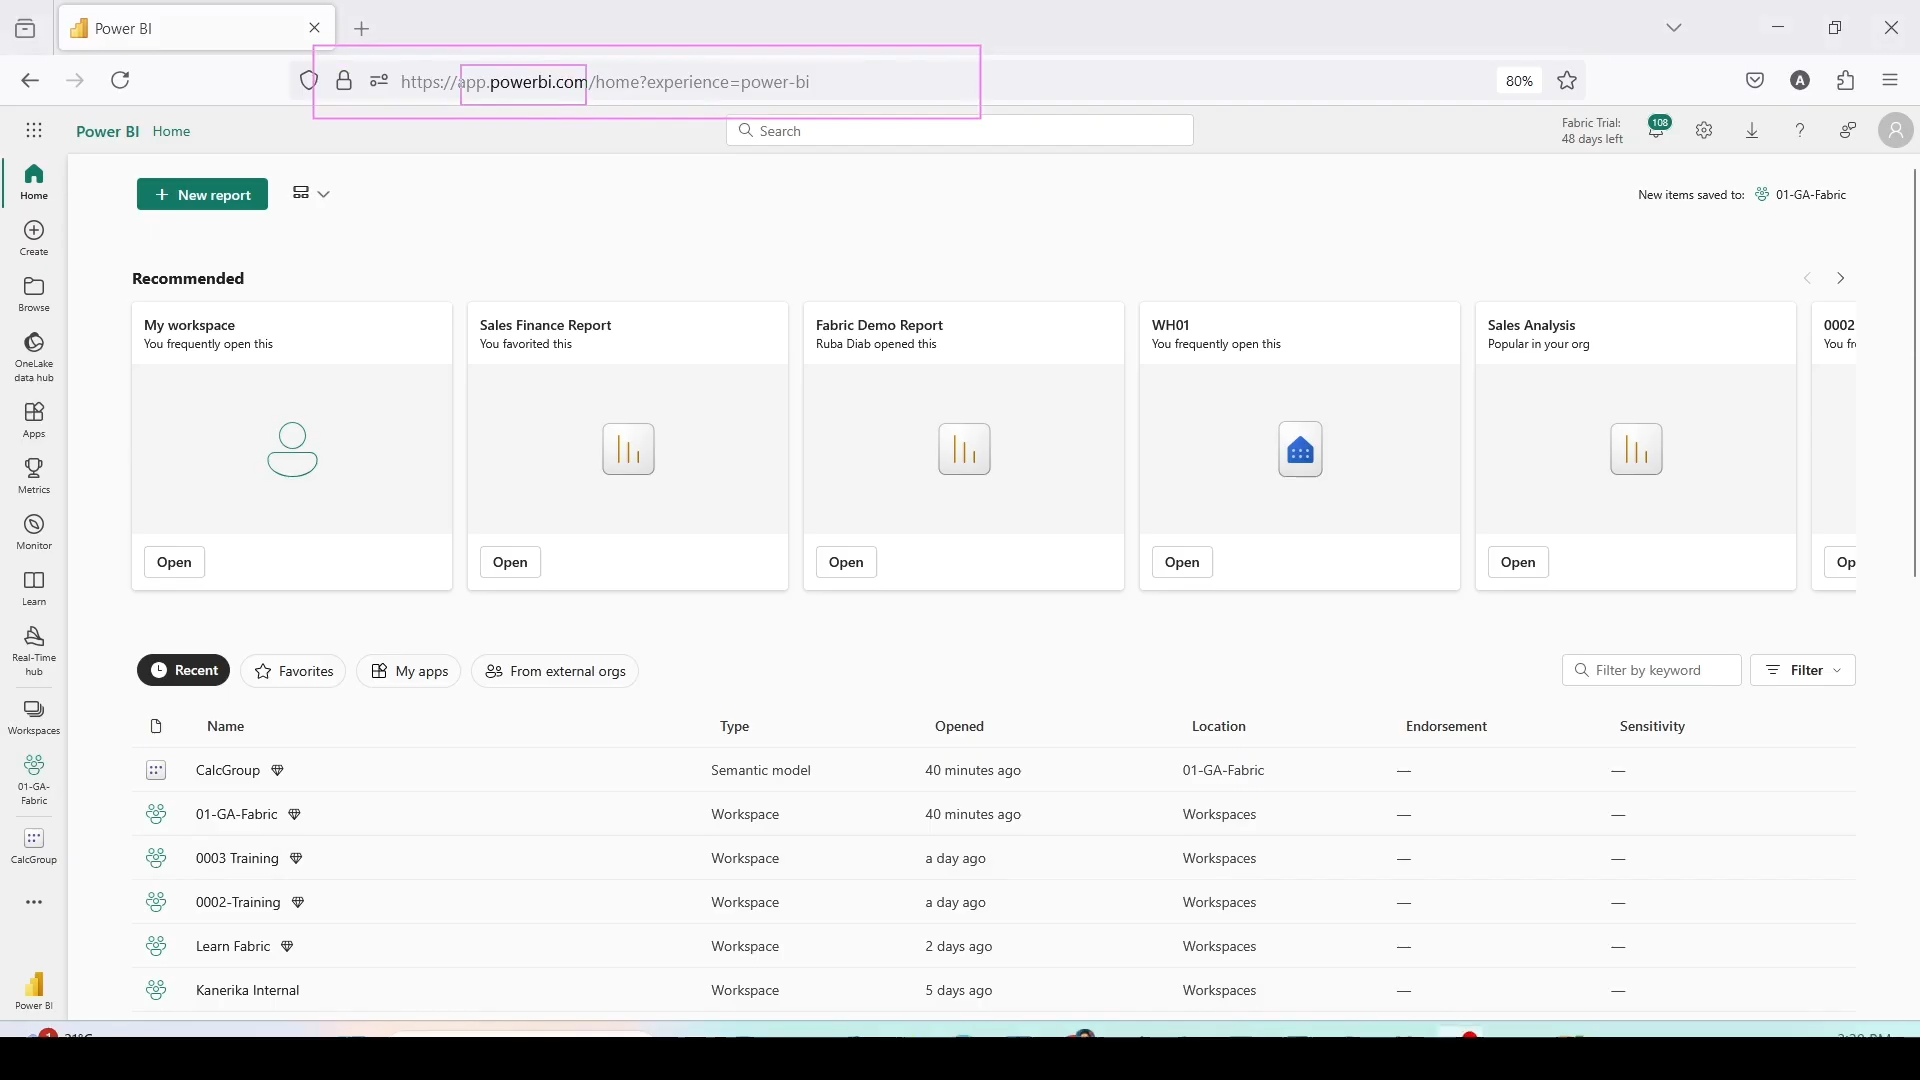 Power BI
https://app.powerbi.com/home?experience=power-bi
80%
A
Power BI Home
Search
Fabric Trial:
48 days left
108
Home
Create
Browse
OneLake
data hub
Apps
Metrics
Monitor
Learn
Real-Time
hub
Workspaces
01-GA-
Fabric
CalcGroup
Power BI
New report
New items saved to: 01-GA-Fabric
Recommended
My workspace
You frequently open this
Open
Sales Finance Report
You favorited this
Open
Fabric Demo Report
Ruba Diab opened this
Open
WH01
You frequently open this
Open
Sales Analysis
Popular in your org
Open
0002
You fr
Op
Recent Favorites My apps From external orgs
Filter by keyword Filter
Name Type Opened Location Endorsement Sensitivity
CalcGroup Semantic model 40 minutes ago 01-GA-Fabric — —
01-GA-Fabric Workspace 40 minutes ago Workspaces — —
0003 Training Workspace a day ago Workspaces — —
0002-Training Workspace a day ago Workspaces — —
Learn Fabric Workspace 2 days ago Workspaces — —
Kanerika Internal Workspace 5 days ago Workspaces — —